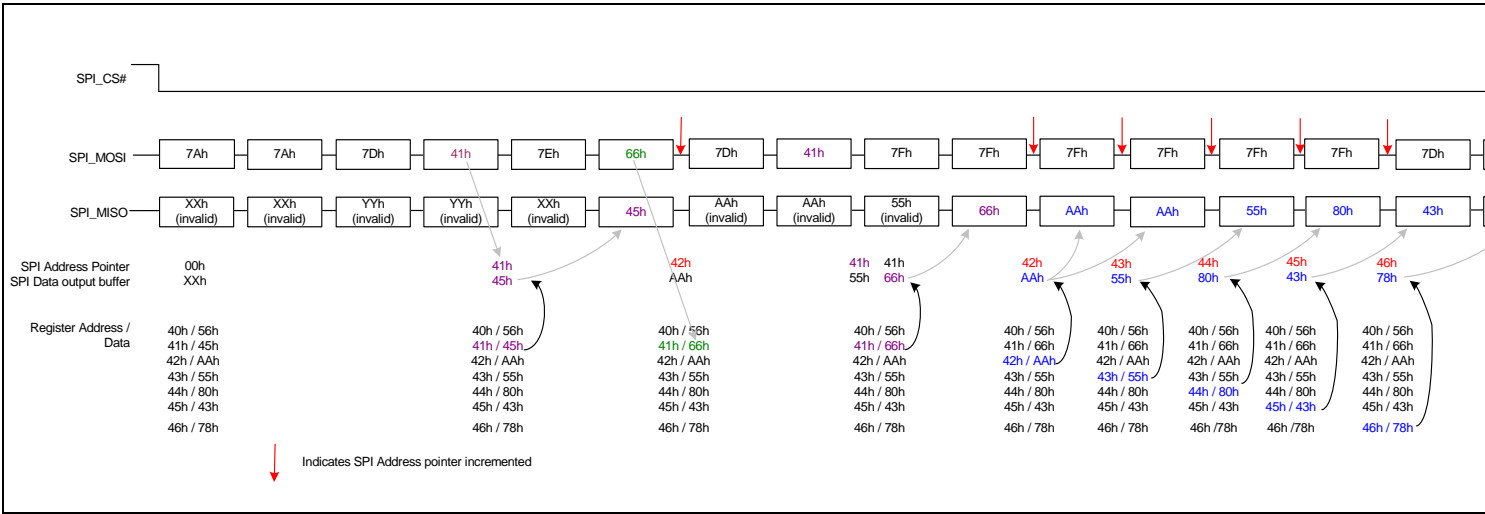 SPI_CS#
SPI_MOSI 7Ah 7Ah 7Dh 41h 7Eh 66h 7Dh 41h 7Fh 7Fh 7Fh 7Fh 7Fh 7Fh 7Dh
SPI_MISO XXh (invalid) XXh (invalid) YYh (invalid) YYh (invalid) XXh (invalid) 45h AAh (invalid) AAh (invalid) 55h (invalid) 66h AAh AAh 55h 80h 43h
SPI Address Pointer 00h 41h 42h 41h 41h 42h 43h 44h 45h 46h
SPI Data output buffer XXh 45h AAh 55h 66h AAh 55h 80h 43h 78h
Register Address / Data
40h / 56h 40h / 56h 40h / 56h 40h / 56h 40h / 56h 40h / 56h 40h / 56h 40h / 56h 40h / 56h
41h / 45h 41h / 45h 41h / 66h 41h / 66h 41h / 66h 41h / 66h 41h / 66h 41h / 66h 41h / 66h
42h / AAh 42h / AAh 42h / AAh 42h / AAh 42h / AAh 42h / AAh 42h / AAh 42h / AAh 42h / AAh
43h / 55h 43h / 55h 43h / 55h 43h / 55h 43h / 55h 43h / 55h 43h / 55h 43h / 55h 43h / 55h
44h / 80h 44h / 80h 44h / 80h 44h / 80h 44h / 80h 44h / 80h 44h / 80h 44h / 80h 44h / 80h
45h / 43h 45h / 43h 45h / 43h 45h / 43h 45h / 43h 45h / 43h 45h / 43h 45h / 43h 45h / 43h
46h / 78h 46h / 78h 46h / 78h 46h / 78h 46h / 78h 46h / 78h 46h /78h 46h /78h 46h / 78h
Indicates SPI Address pointer incremented